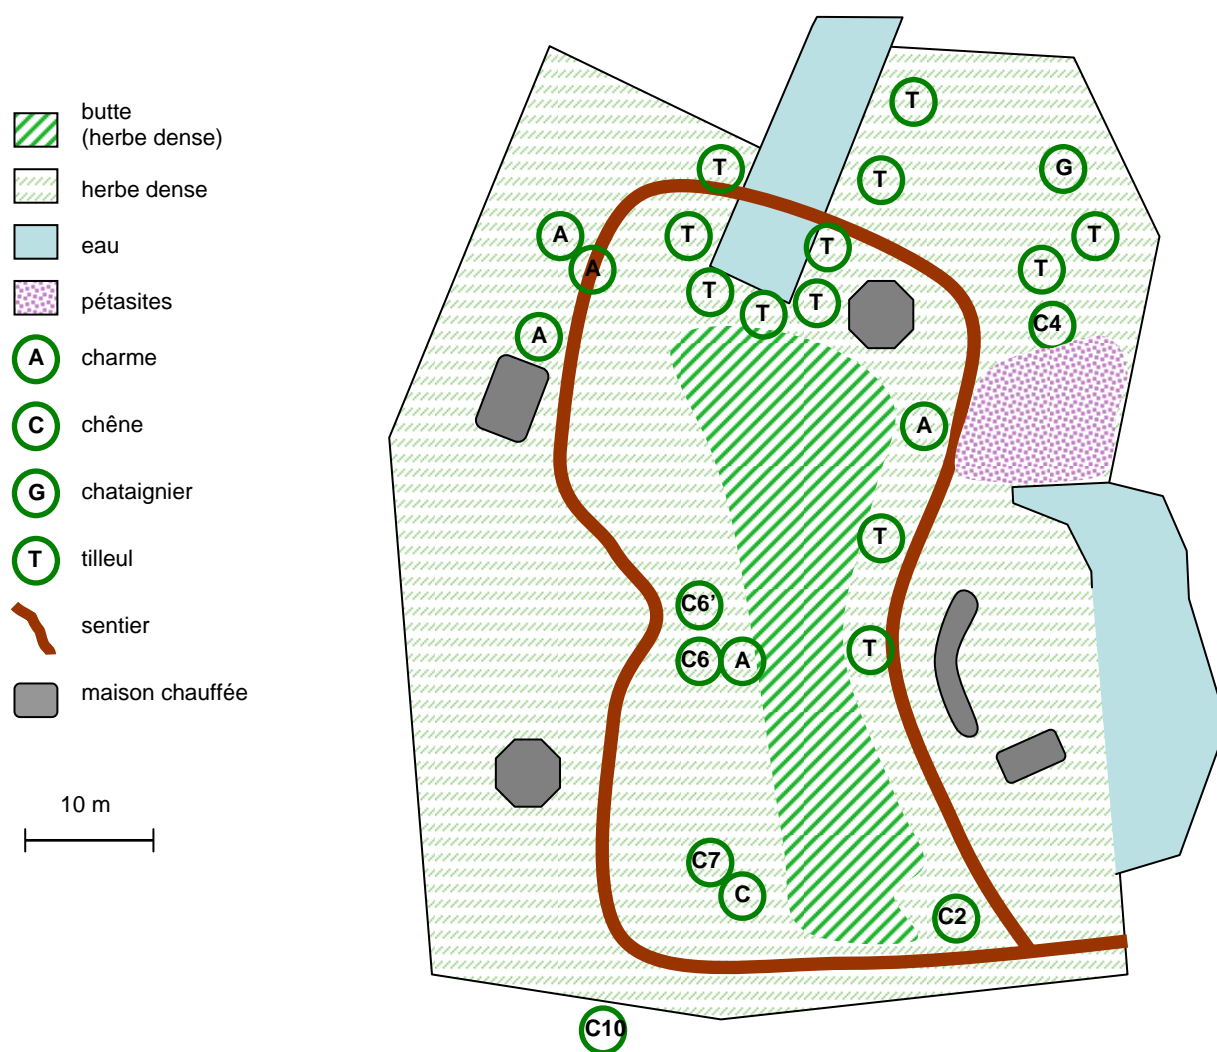 butte
(herbe dense)
herbe dense
eau
pétasites
A charme
C chêne
G chataignier
T tilleul
sentier
maison chauffée
10 m
T
T
G
T
A
T
T
T
A
T
T
C4
T
T
T
A
A
T
C6’
T
C6
A
C7
C
C2
C10